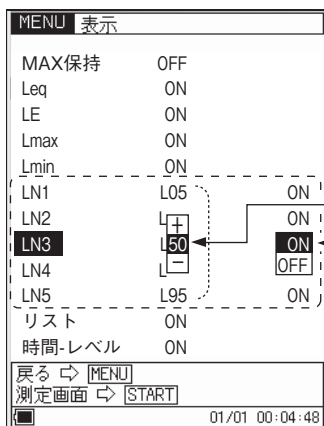 MENU 表示
MAX保持 OFF
Leq ON
LE ON
Lmax ON
Lmin ON
LN1 L05 ON
LN2 L + ON
LN3 L50 ON
LN4 L - OFF
LN5 L95 ON
リスト ON
時間-レベル ON
戻る ⇨ MENU
測定画面 ⇨ START
01/01 00:04:48